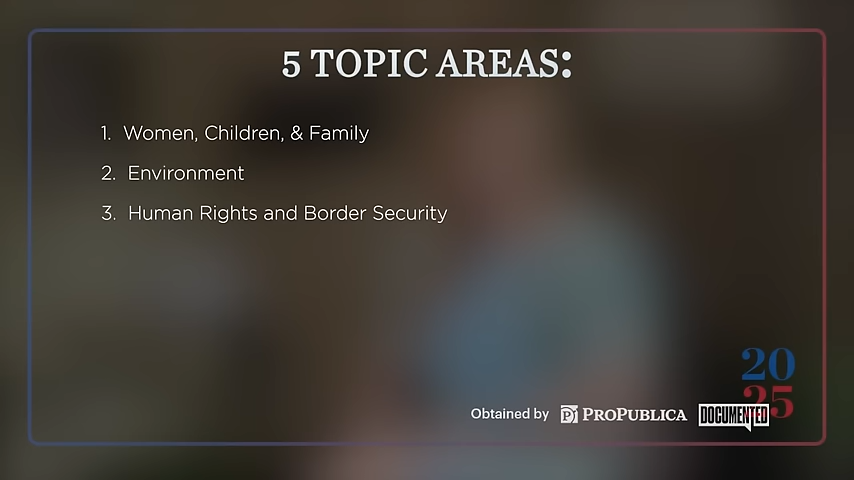 5 TOPIC AREAS:
1. Women, Children, & Family
2. Environment
3. Human Rights and Border Security
20
25
Obtained by PROPUBLICA DOCUMENTED